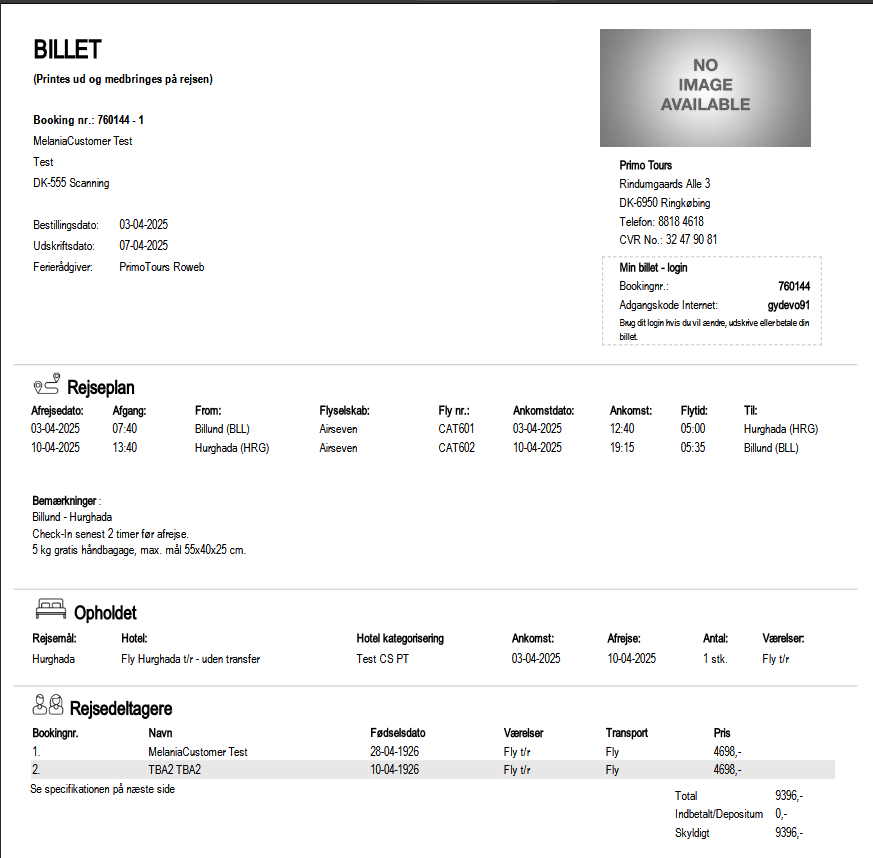 BILLET
(Printes ud og medbringes på rejsen)
Booking nr.: 760144 - 1
MelaniaCustomer Test
Test
DK-555 Scanning
Bestillingsdato: 03-04-2025
Udskriftsdato: 07-04-2025
Ferierådgiver: PrimoTours Roweb
NO
IMAGE
AVAILABLE
Primo Tours
Rindumgaards Alle 3
DK-6950 Ringkøbing
Telefon: 8818 4618
CVR No.: 32 47 90 81
Min billet - login
Bookingnr.: 760144
Adgangskode Internet: gydevo91
Brug dit login hvis du vil ændre, udskrive eller betale din
billet.
Rejseplan
Afrejsedato: Afgang: From: Flyselskab: Fly nr.: Ankomstdato: Ankomst: Flytid: Til:
03-04-2025 07:40 Billund (BLL) Airseven CAT601 03-04-2025 12:40 05:00 Hurghada (HRG)
10-04-2025 13:40 Hurghada (HRG) Airseven CAT602 10-04-2025 19:15 05:35 Billund (BLL)
Bemærkninger :
Billund - Hurghada
Check-In senest 2 timer før afrejse.
5 kg gratis håndbagage, max. mål 55x40x25 cm.
Opholdet
Rejsemål: Hotel: Hotel kategorisering Ankomst: Afrejse: Antal: Værelser:
Hurghada Fly Hurghada t/r - uden transfer Test CS PT 03-04-2025 10-04-2025 1 stk. Fly t/r
Rejsedeltagere
Bookingnr. Navn Fødselsdato Værelser Transport Pris
1. MelaniaCustomer Test 28-04-1926 Fly t/r Fly 4698,-
2. TBA2 TBA2 10-04-1926 Fly t/r Fly 4698,-
Se specifikationen på næste side
Total 9396,-
Indbetalt/Depositum 0,-
Skyldigt 9396,-